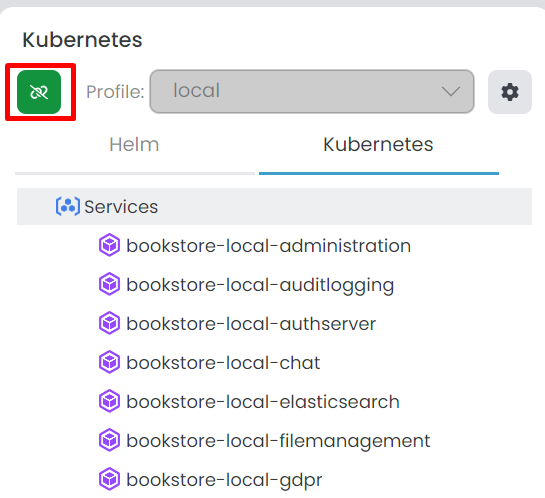 Kubernetes
Profile: local
Helm Kubernetes
Services
bookstore-local-administration
bookstore-local-auditlogging
bookstore-local-authserver
bookstore-local-chat
bookstore-local-elasticsearch
bookstore-local-filemanagement
bookstore-local-gdpr